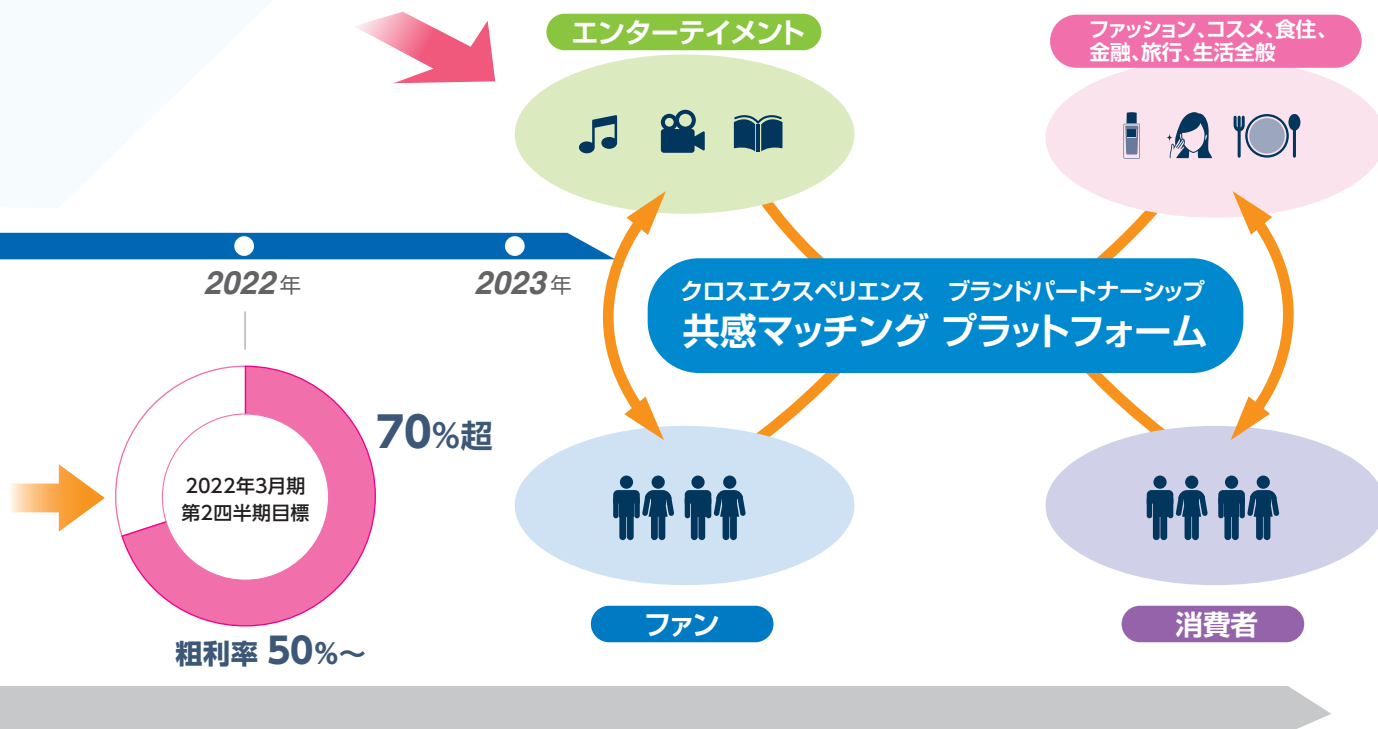 エンターテイメント
ファッション、コスメ、食住、
金融、旅行、生活全般
2022年
2023年
クロスエクスペリエンス　ブランドパートナーシップ
共感マッチング プラットフォーム
70%超
2022年3月期
第2四半期目標
粗利率 50%～
ファン
消費者